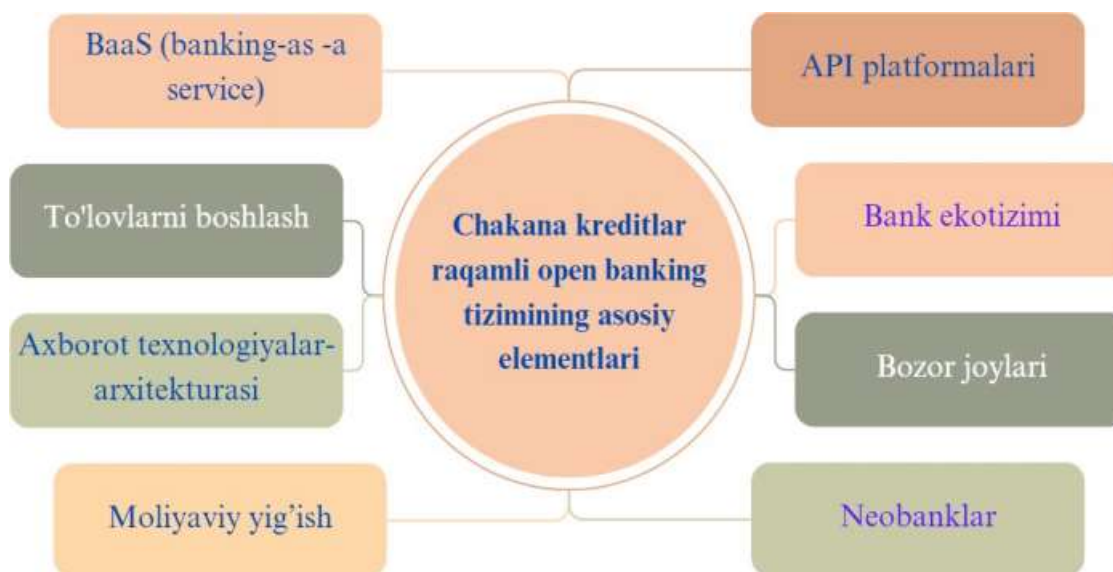 BaaS (banking-as -a
service)
To'lovlarni boshlash
Axborot texnologiyalar-
arxitekturasi
Moliyaviy yig’ish
Chakana kreditlar
raqamli open banking
tizimining asosiy
elementlari
API platformalari
Bank ekotizimi
Bozor joylari
Neobanklar